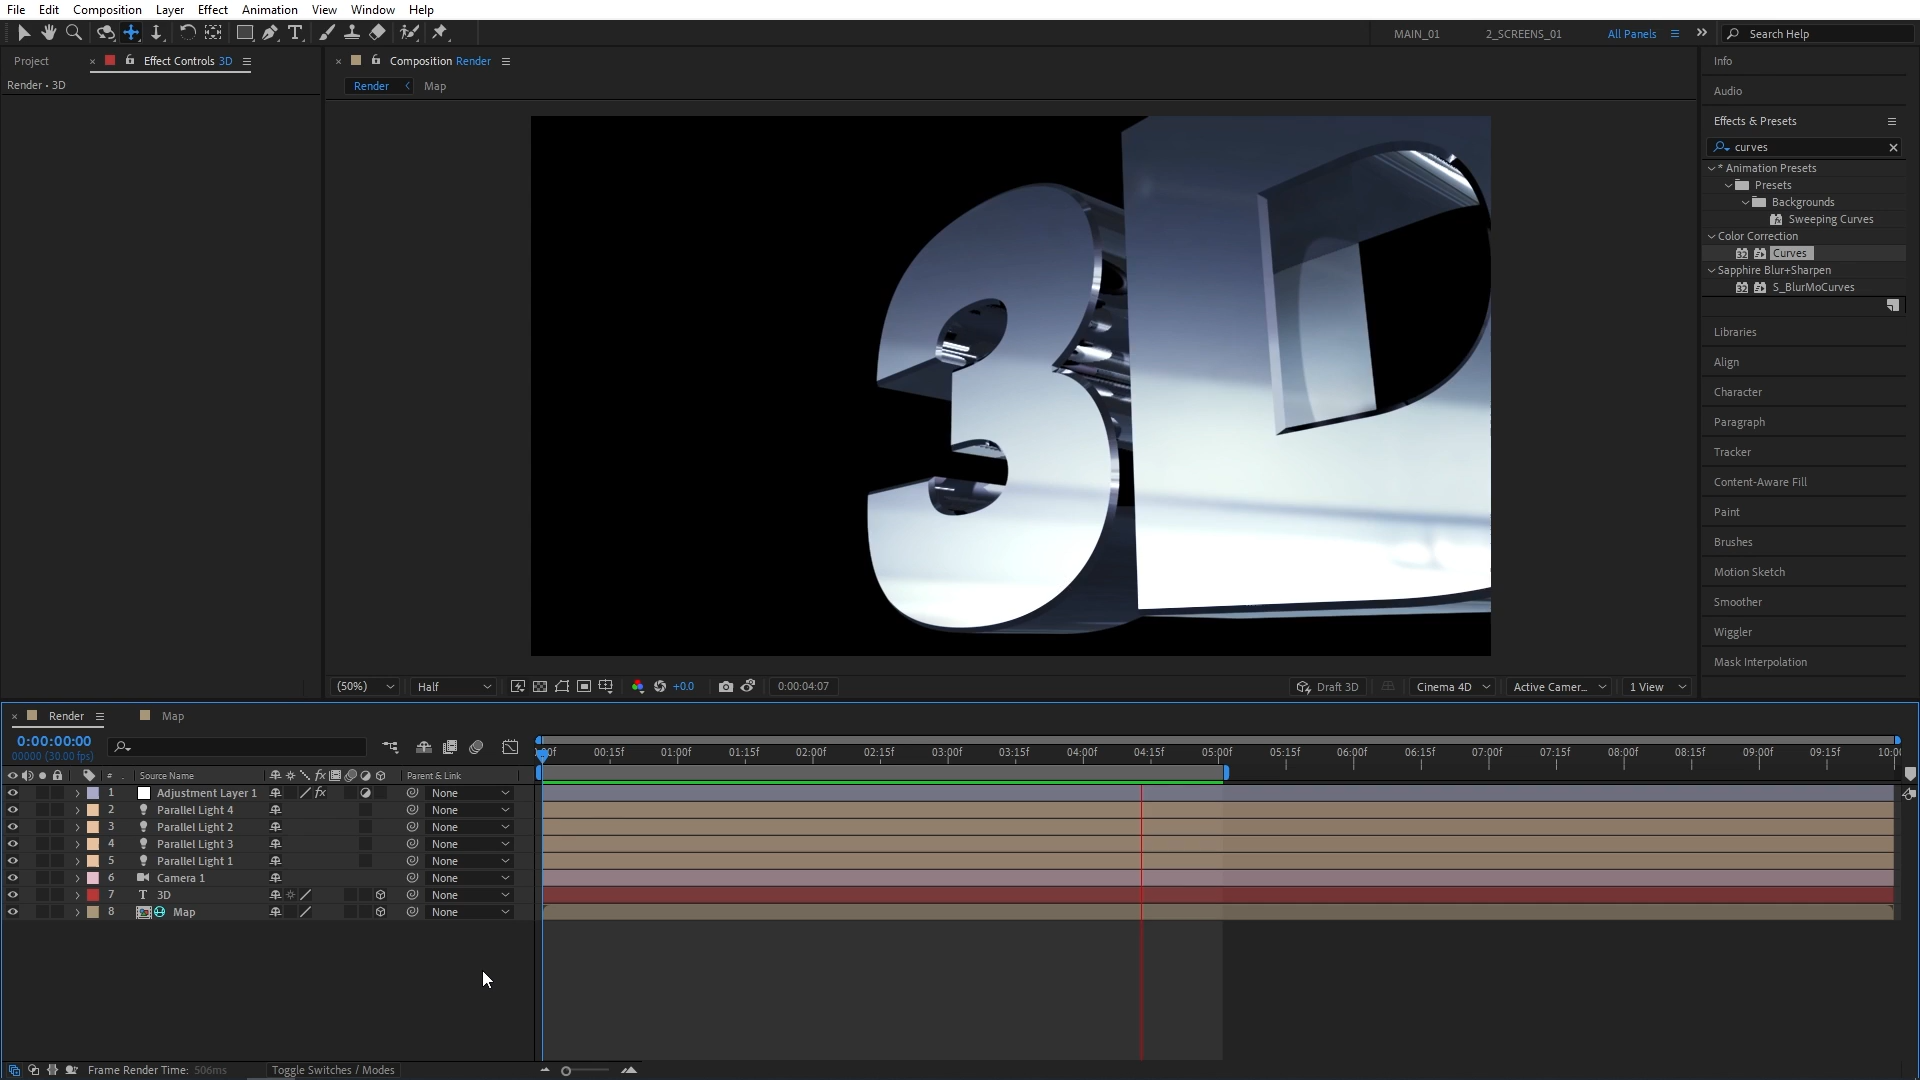 File Edit Composition Layer Effect Animation View Window Help
MAIN_01 2_SCREENS_01 All Panels Search Help
Project Effect Controls 3D
Render • 3D
Composition Render
Render Map
Info
Audio
Effects & Presets
curves
* Animation Presets
Presets
Backgrounds
Sweeping Curves
Color Correction
32 Curves
Sapphire Blur+Sharpen
32 S_BlurMoCurves
Libraries
Align
Character
Paragraph
Tracker
Content-Aware Fill
Paint
Brushes
Motion Sketch
Smoother
Wiggler
Mask Interpolation
3D
(50%) Half +0.0 0:00:04:07 Draft 3D Cinema 4D Active Camer... 1 View
Render Map
0:00:00:00
00000 (30.00 fps)
00:15f 01:00f 01:15f 02:00f 02:15f 03:00f 03:15f 04:00f 04:15f 05:00f 05:15f 06:00f 06:15f 07:00f 07:15f 08:00f 08:15f 09:00f 09:15f 10:0
# Source Name fx Parent & Link
1 Adjustment Layer 1 fx None
2 Parallel Light 4 None
3 Parallel Light 2 None
4 Parallel Light 3 None
5 Parallel Light 1 None
6 Camera 1 None
7 T 3D None
8 Map None
Frame Render Time: 506ms Toggle Switches / Modes